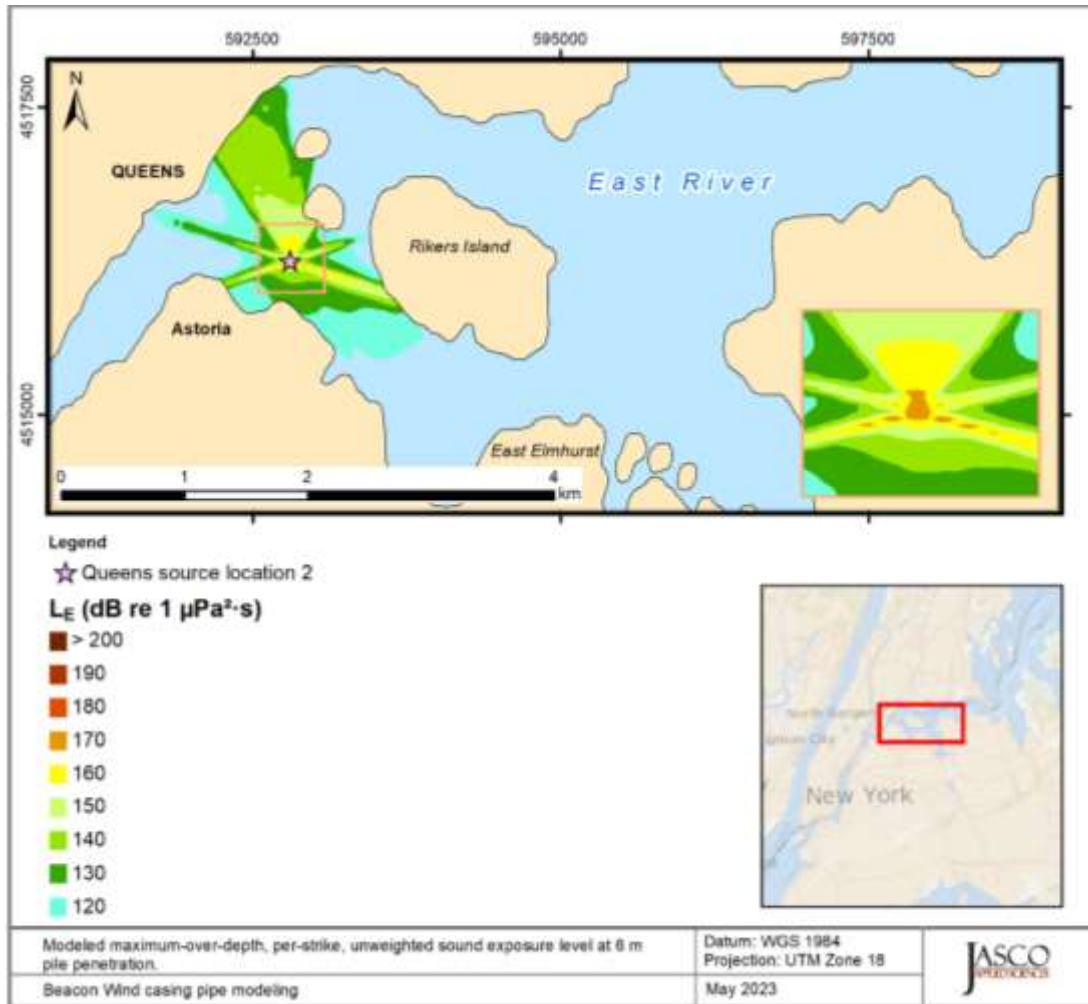 592500 595000 597500
4517500
N
QUEENS
East River
Rikers Island
Astoria
4515000
East Elmhurst
0 1 2 4
km
Legend
Queens source location 2
LE (dB re 1 µPa²·s)
> 200
190
180
170
160
150
140
130
120
New York
Modeled maximum-over-depth, per-strike, unweighted sound exposure level at 6 m
pile penetration.
Datum: WGS 1984
Projection: UTM Zone 18
Beacon Wind casing pipe modeling
May 2023
JASCO
APPLIED SCIENCES